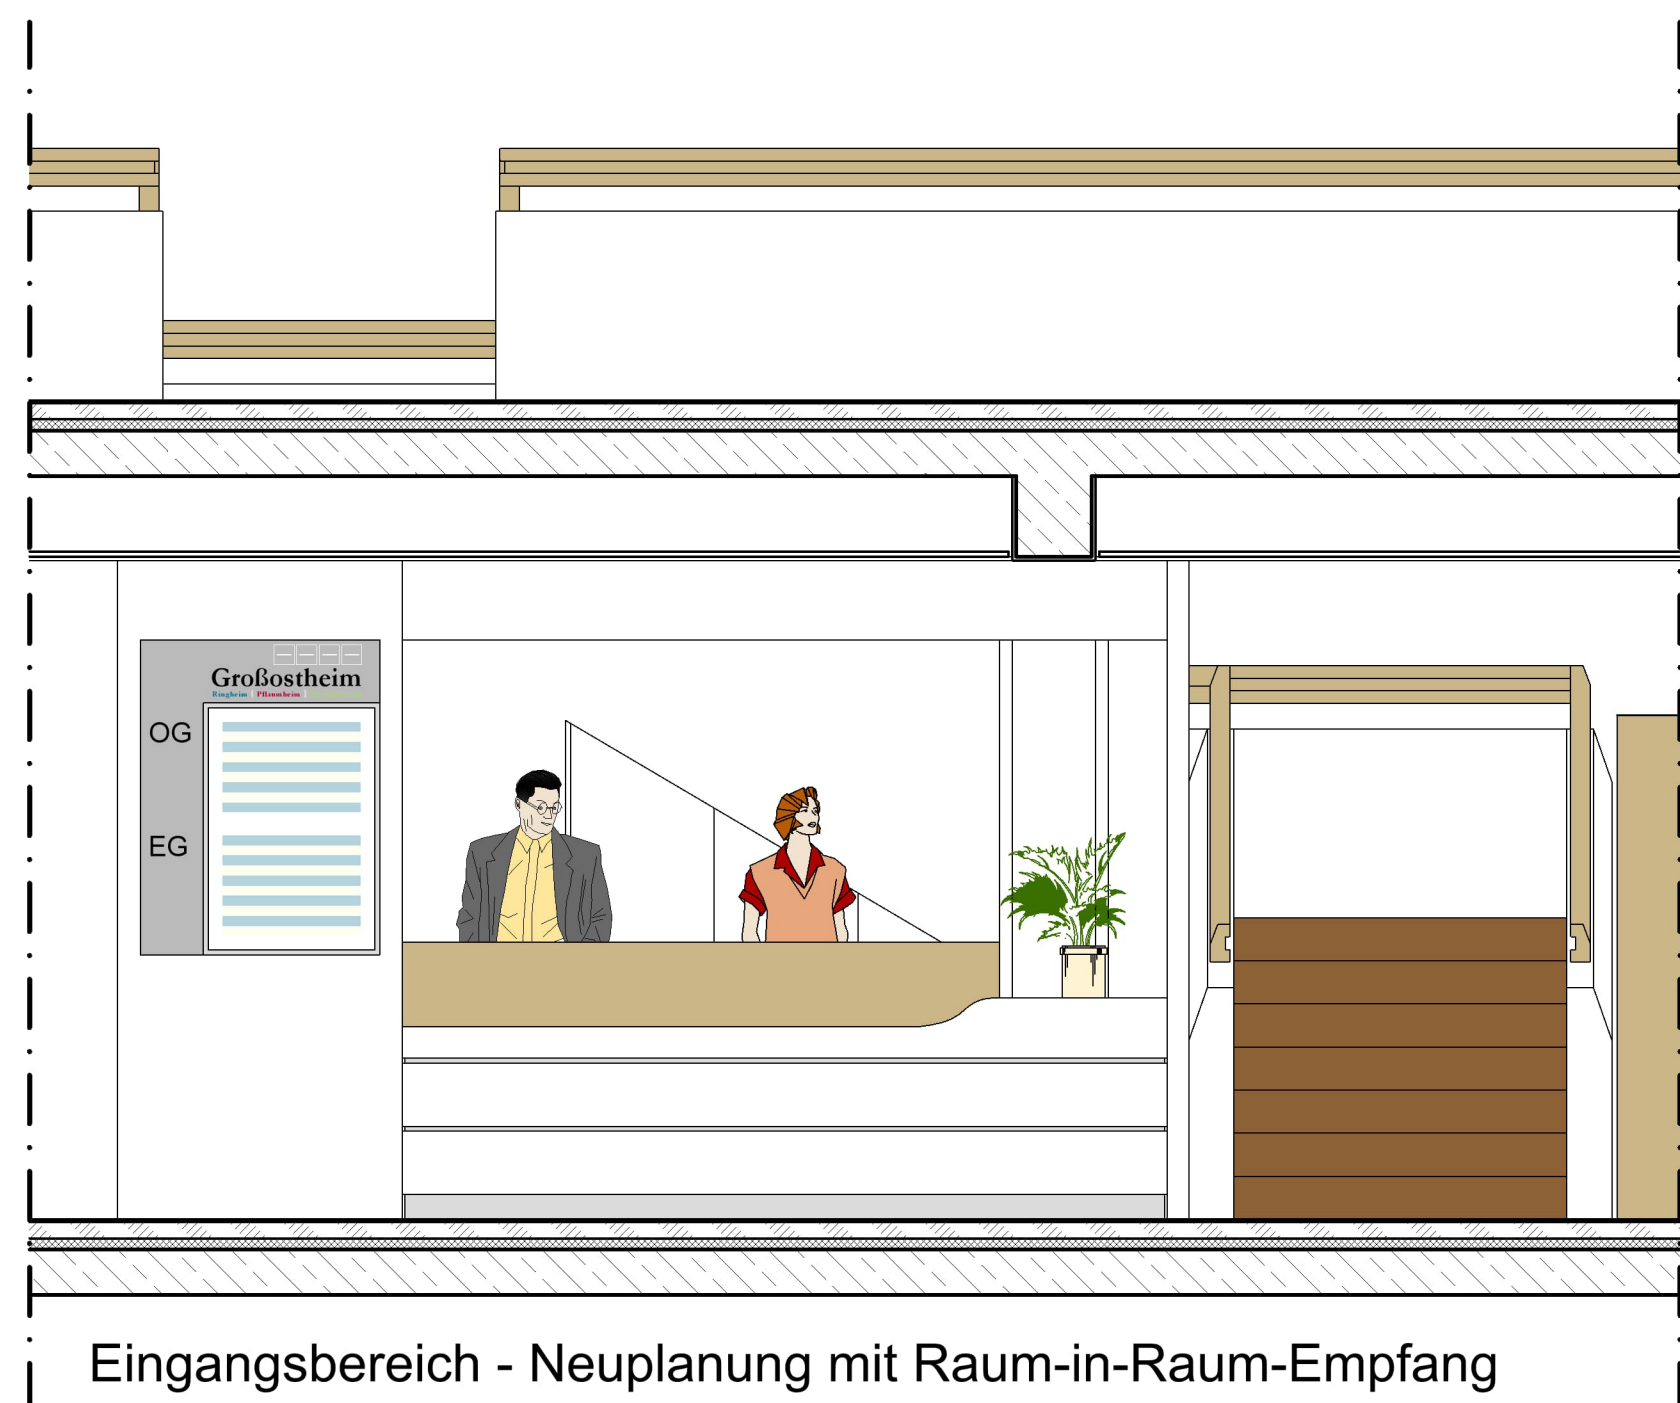 Großostheim
Ringheim | Pflaumheim |
OG
EG
Eingangsbereich - Neuplanung mit Raum-in-Raum-Empfang